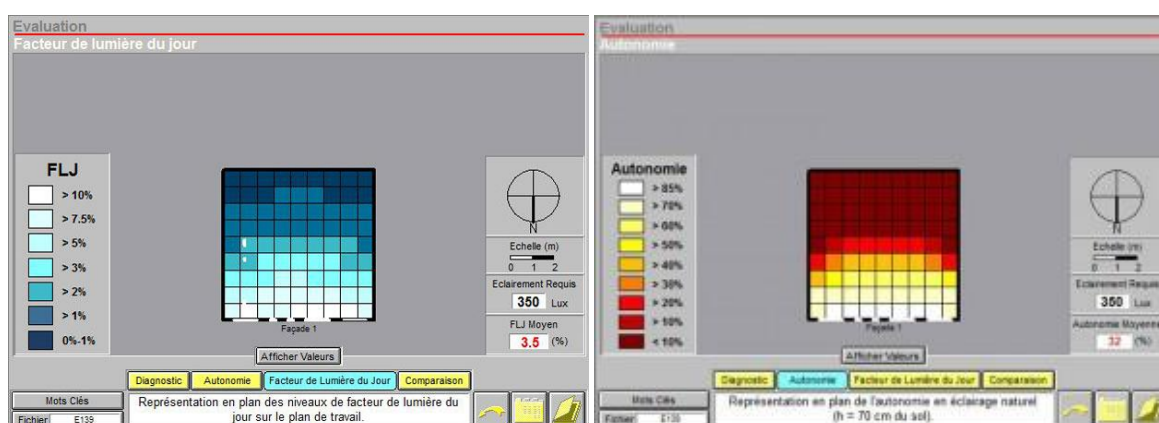 Evaluation
Facteur de lumière du jour
FLJ
> 10%
> 7.5%
> 5%
> 3%
> 2%
> 1%
0%-1%
Façade 1
N
Echelle (m)
0 1 2
Eclairement Requis
350 Lux
FLJ Moyen
3.5 (%)
Afficher Valeurs
Diagnostic Autonomie Facteur de Lumière du Jour Comparaison
Mots Clés
Fichier E139
Représentation en plan des niveaux de facteur de lumière du
jour sur le plan de travail.
Evaluation
Autonomie
Autonomie
> 85%
> 70%
> 60%
> 50%
> 40%
> 30%
> 20%
> 10%
< 10%
Façade 1
N
Echelle (m)
0 1 2
Eclairement Requis
350 Lux
Autonomie Moyenne
32 (%)
Afficher Valeurs
Diagnostic Autonomie Facteur de Lumière du Jour Comparaison
Mots Clés
Fichier
Représentation en plan de l'autonomie en éclairage naturel
(h = 70 cm du sol).